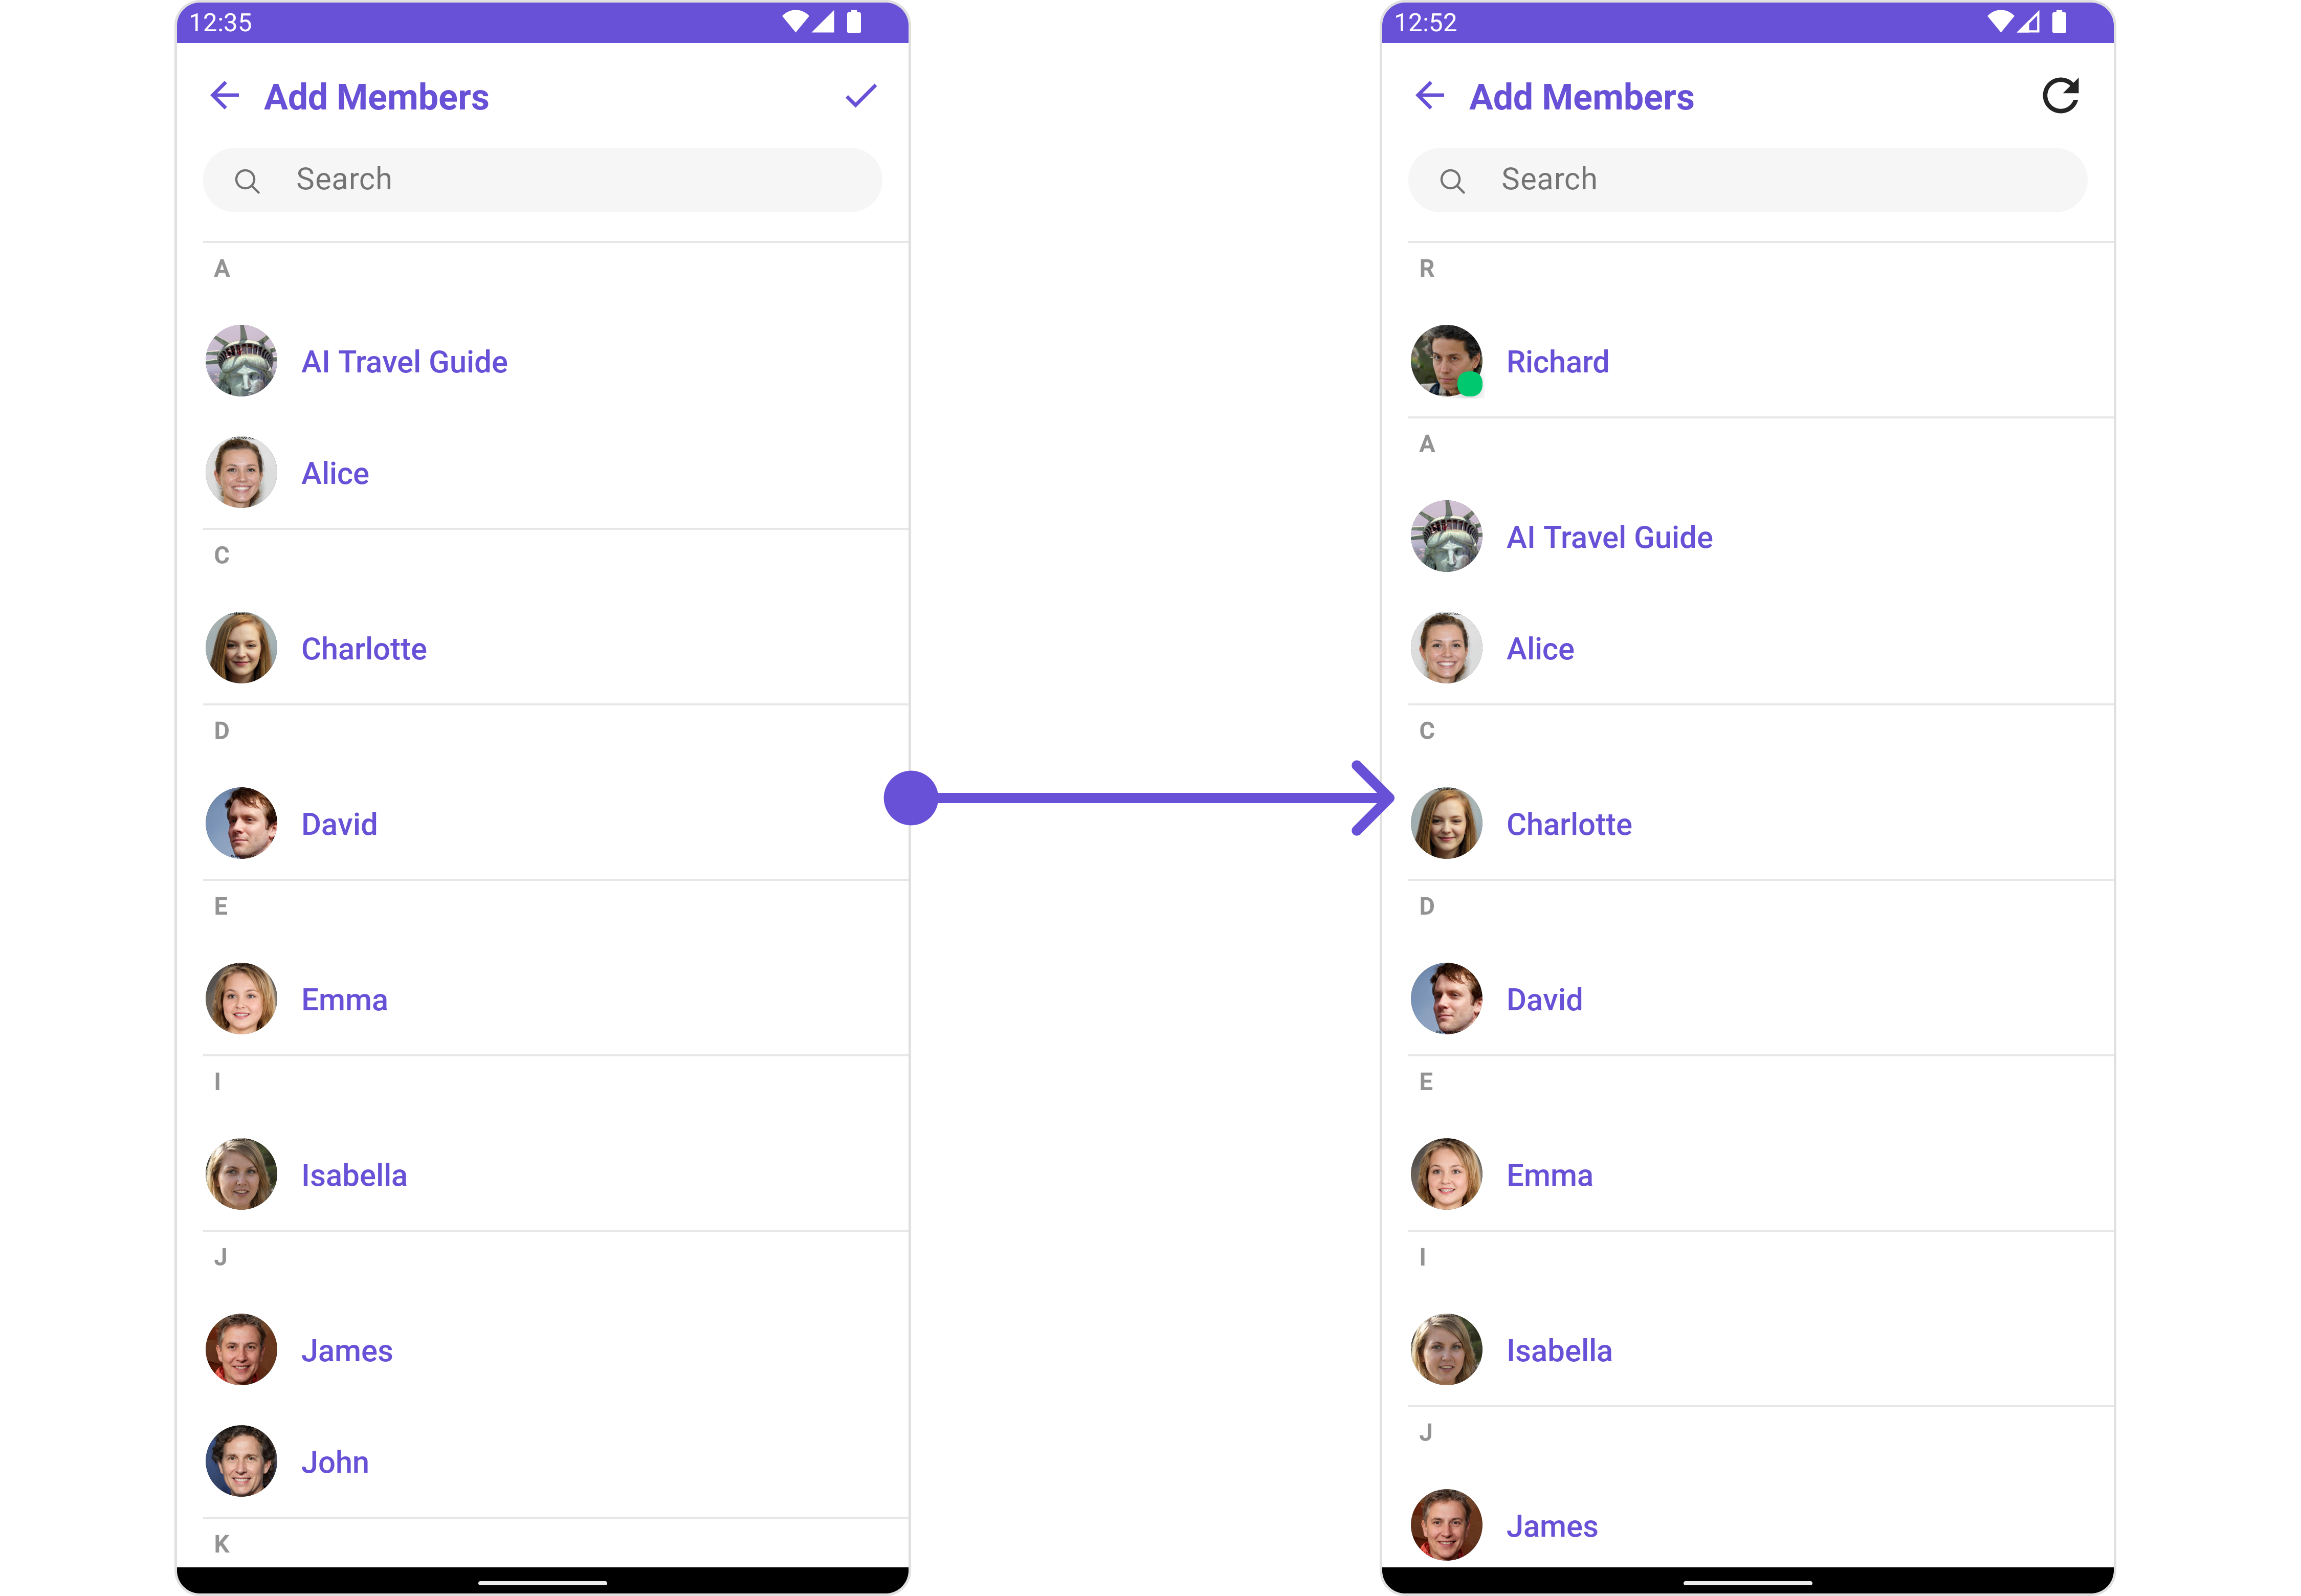 12:35
Add Members
Search
A
AI Travel Guide
Alice
C
Charlotte
D
David
E
Emma
I
Isabella
J
James
John
K
12:52
Add Members
Search
R
Richard
A
AI Travel Guide
Alice
C
Charlotte
D
David
E
Emma
I
Isabella
J
James